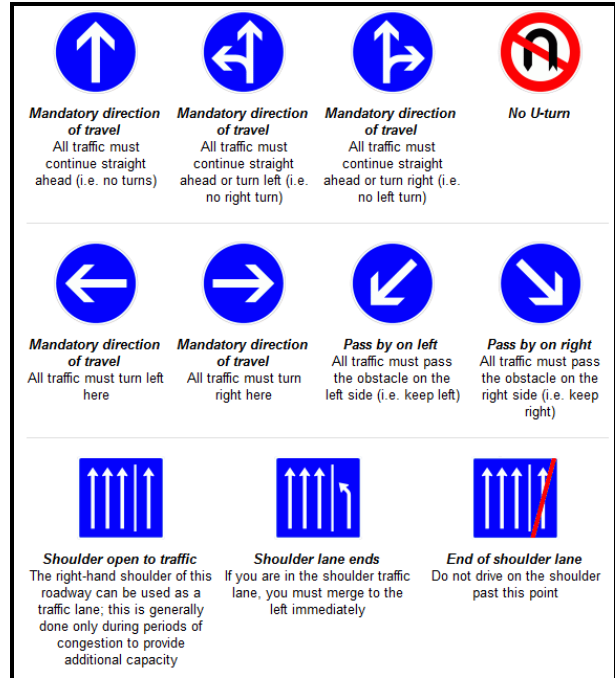 Mandatory direction
of travel
All traffic must
continue straight
ahead (i.e. no turns)
Mandatory direction
of travel
All traffic must
continue straight
ahead or turn left (i.e.
no right turn)
Mandatory direction
of travel
All traffic must
continue straight
ahead or turn right (i.e.
no left turn)
No U-turn
Mandatory direction
of travel
All traffic must turn left
here
Mandatory direction
of travel
All traffic must turn
right here
Pass by on left
All traffic must pass
the obstacle on the
left side (i.e. keep left)
Pass by on right
All traffic must pass
the obstacle on the
right side (i.e. keep
right)
Shoulder open to traffic
The right-hand shoulder of this
roadway can be used as a
traffic lane; this is generally
done only during periods of
congestion to provide
additional capacity
Shoulder lane ends
If you are in the shoulder traffic
lane, you must merge to the
left immediately
End of shoulder lane
Do not drive on the shoulder
past this point